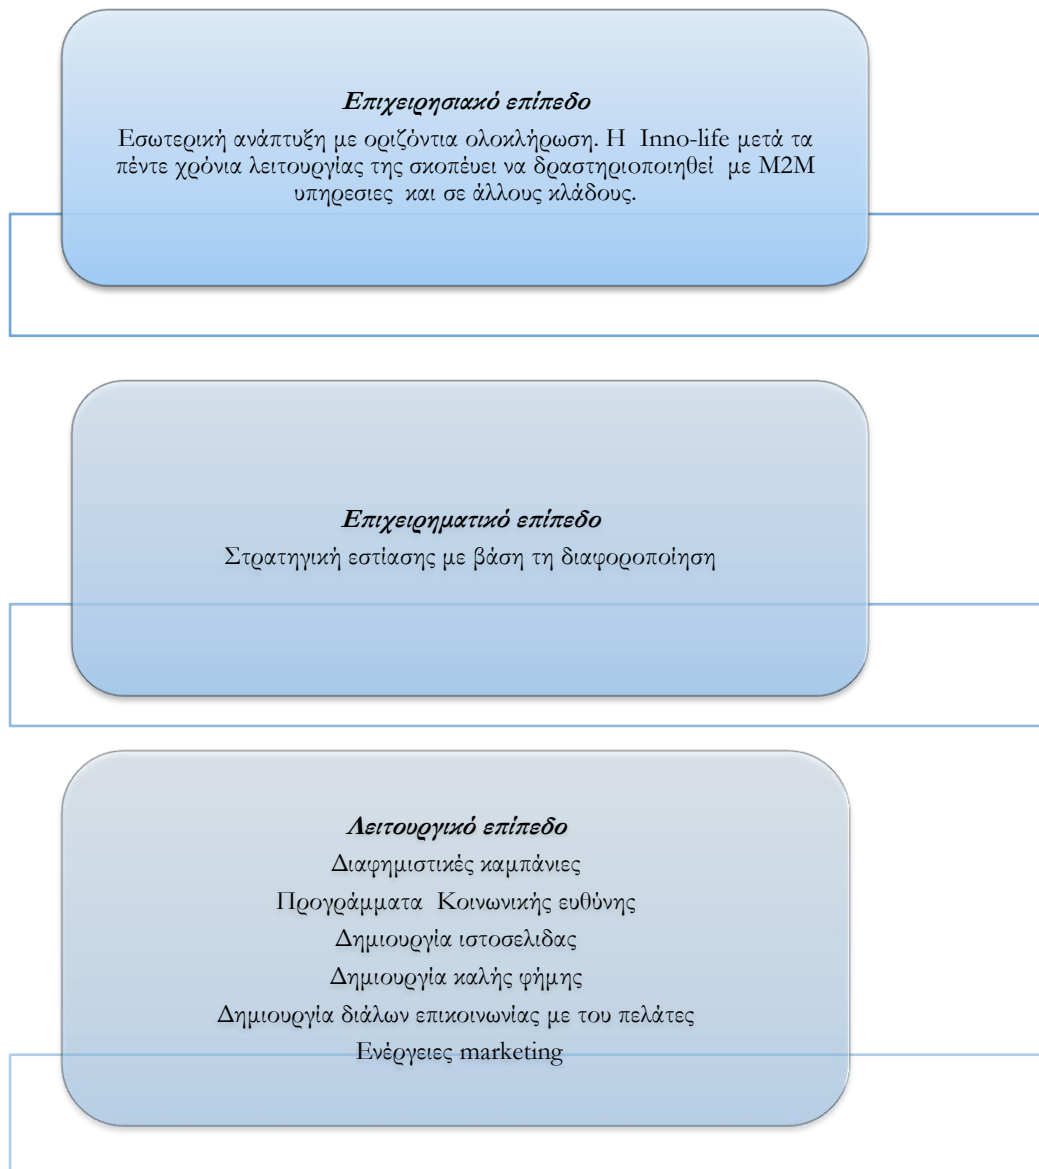 Επιχειρησιακό επίπεδο
Εσωτερική ανάπτυξη με οριζόντια ολοκλήρωση. Η  Inno-life μετά τα
πέντε χρόνια λειτουργίας της σκοπέυει να δραστηριοποιηθεί  με M2M
υπηρεσιες  και σε άλλους κλάδους.
Επιχειρηματικό επίπεδο
Στρατηγική εστίασης με βάση τη διαφοροποίηση
Λειτουργικό επίπεδο
Διαφημιστικές καμπάνιες
Προγράμματα  Κοινωνικής ευθύνης
Δημιουργία ιστοσελιδας
Δημιουργία καλής φήμης
Δημιουργία διάλων επικοινωνίας με του πελάτες
Ενέργειες marketing